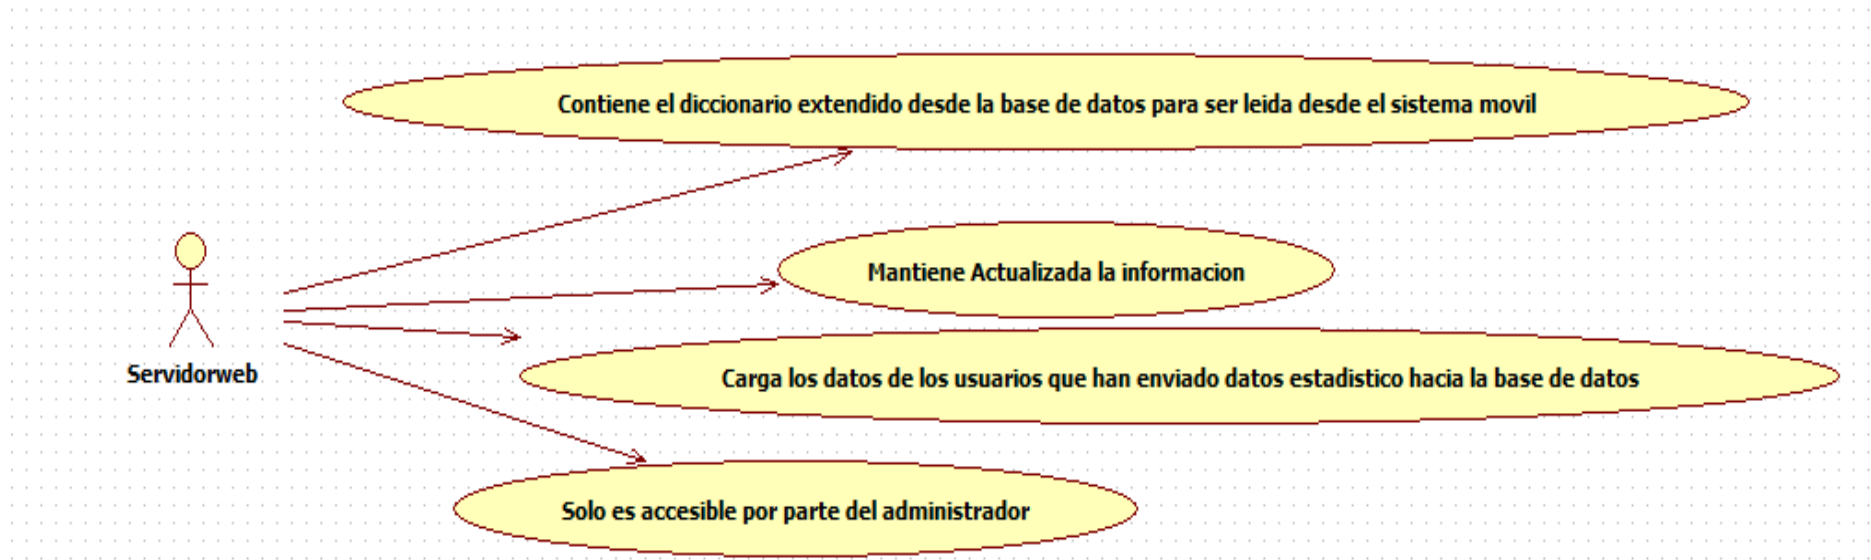 Contiene el diccionario extendido desde la base de datos para ser leida desde el sistema movil
Mantiene Actualizada la informacion
Servidorweb
Carga los datos de los usuarios que han enviado datos estadistico hacia la base de datos
Solo es accesible por parte del administrador